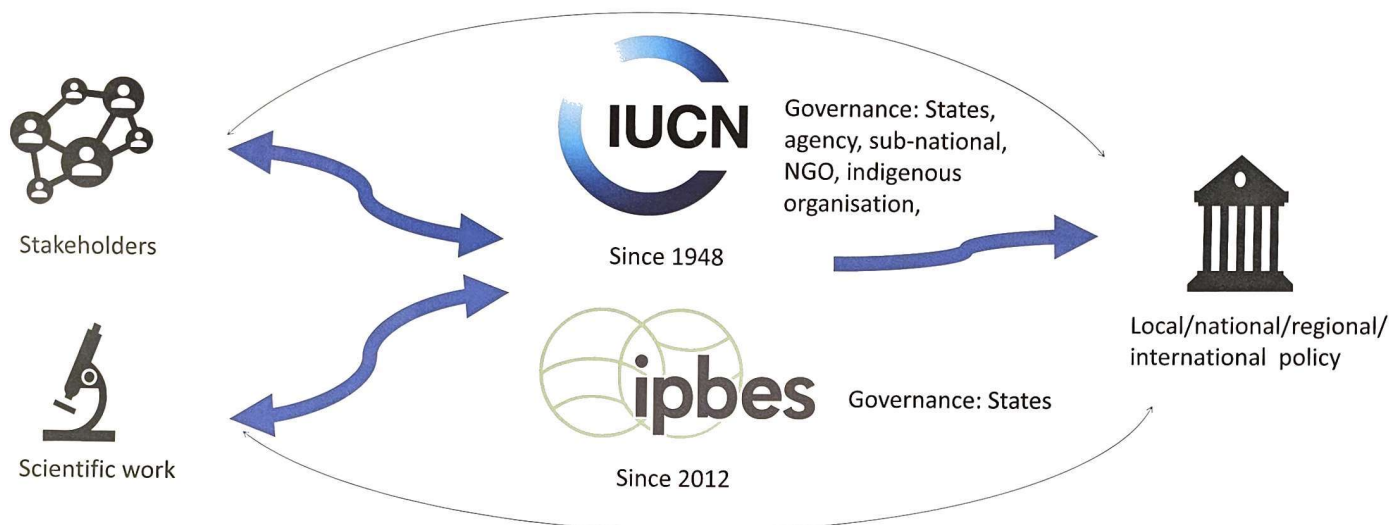 IUCN
Governance: States,
agency, sub-national,
NGO, indigenous
organisation,
Stakeholders
Since 1948
Local/national/regional/
international policy
ipbes
Governance: States
Scientific work
Since 2012